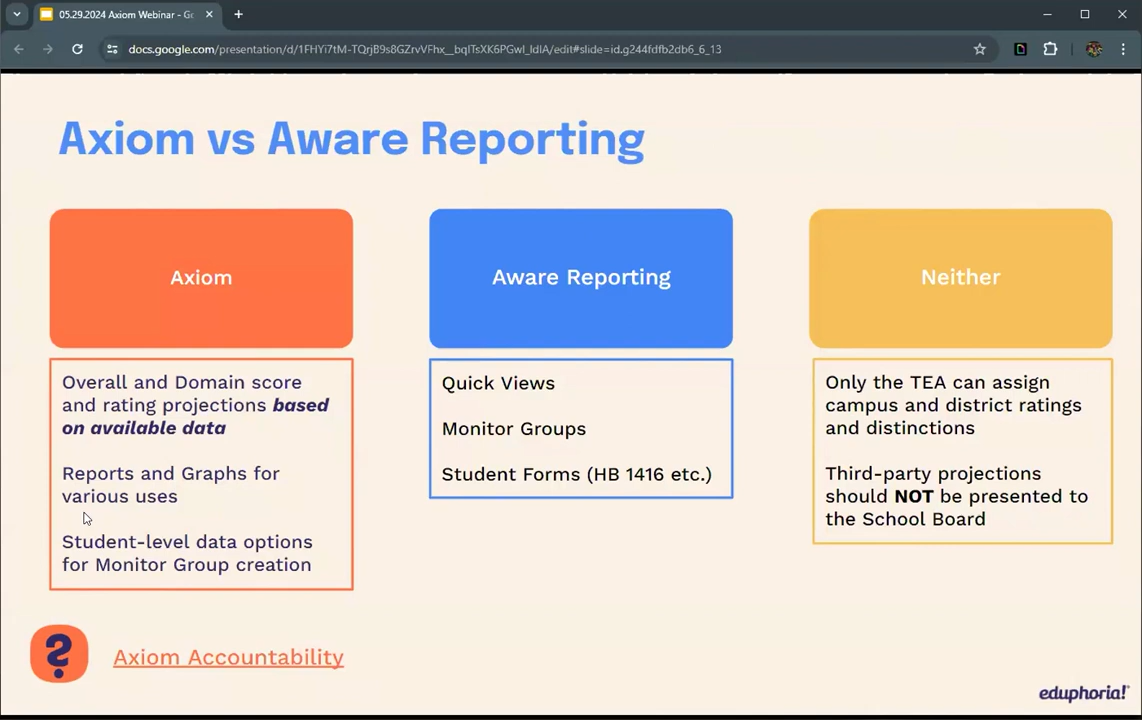 05.29.2024 Axiom Webinar - Go
docs.google.com/presentation/d/1FHYi7tM-TQrjB9s8GZrvVFhx__bqITsXK6PGwI_IdIA/edit#slide=id.g244fdfb2db6_6_13
Axiom vs Aware Reporting
Axiom
Overall and Domain score
and rating projections based
on available data
Reports and Graphs for
various uses
Student-level data options
for Monitor Group creation
Aware Reporting
Quick Views
Monitor Groups
Student Forms (HB 1416 etc.)
Neither
Only the TEA can assign
campus and district ratings
and distinctions
Third-party projections
should NOT be presented to
the School Board
?
Axiom Accountability
eduphoria!